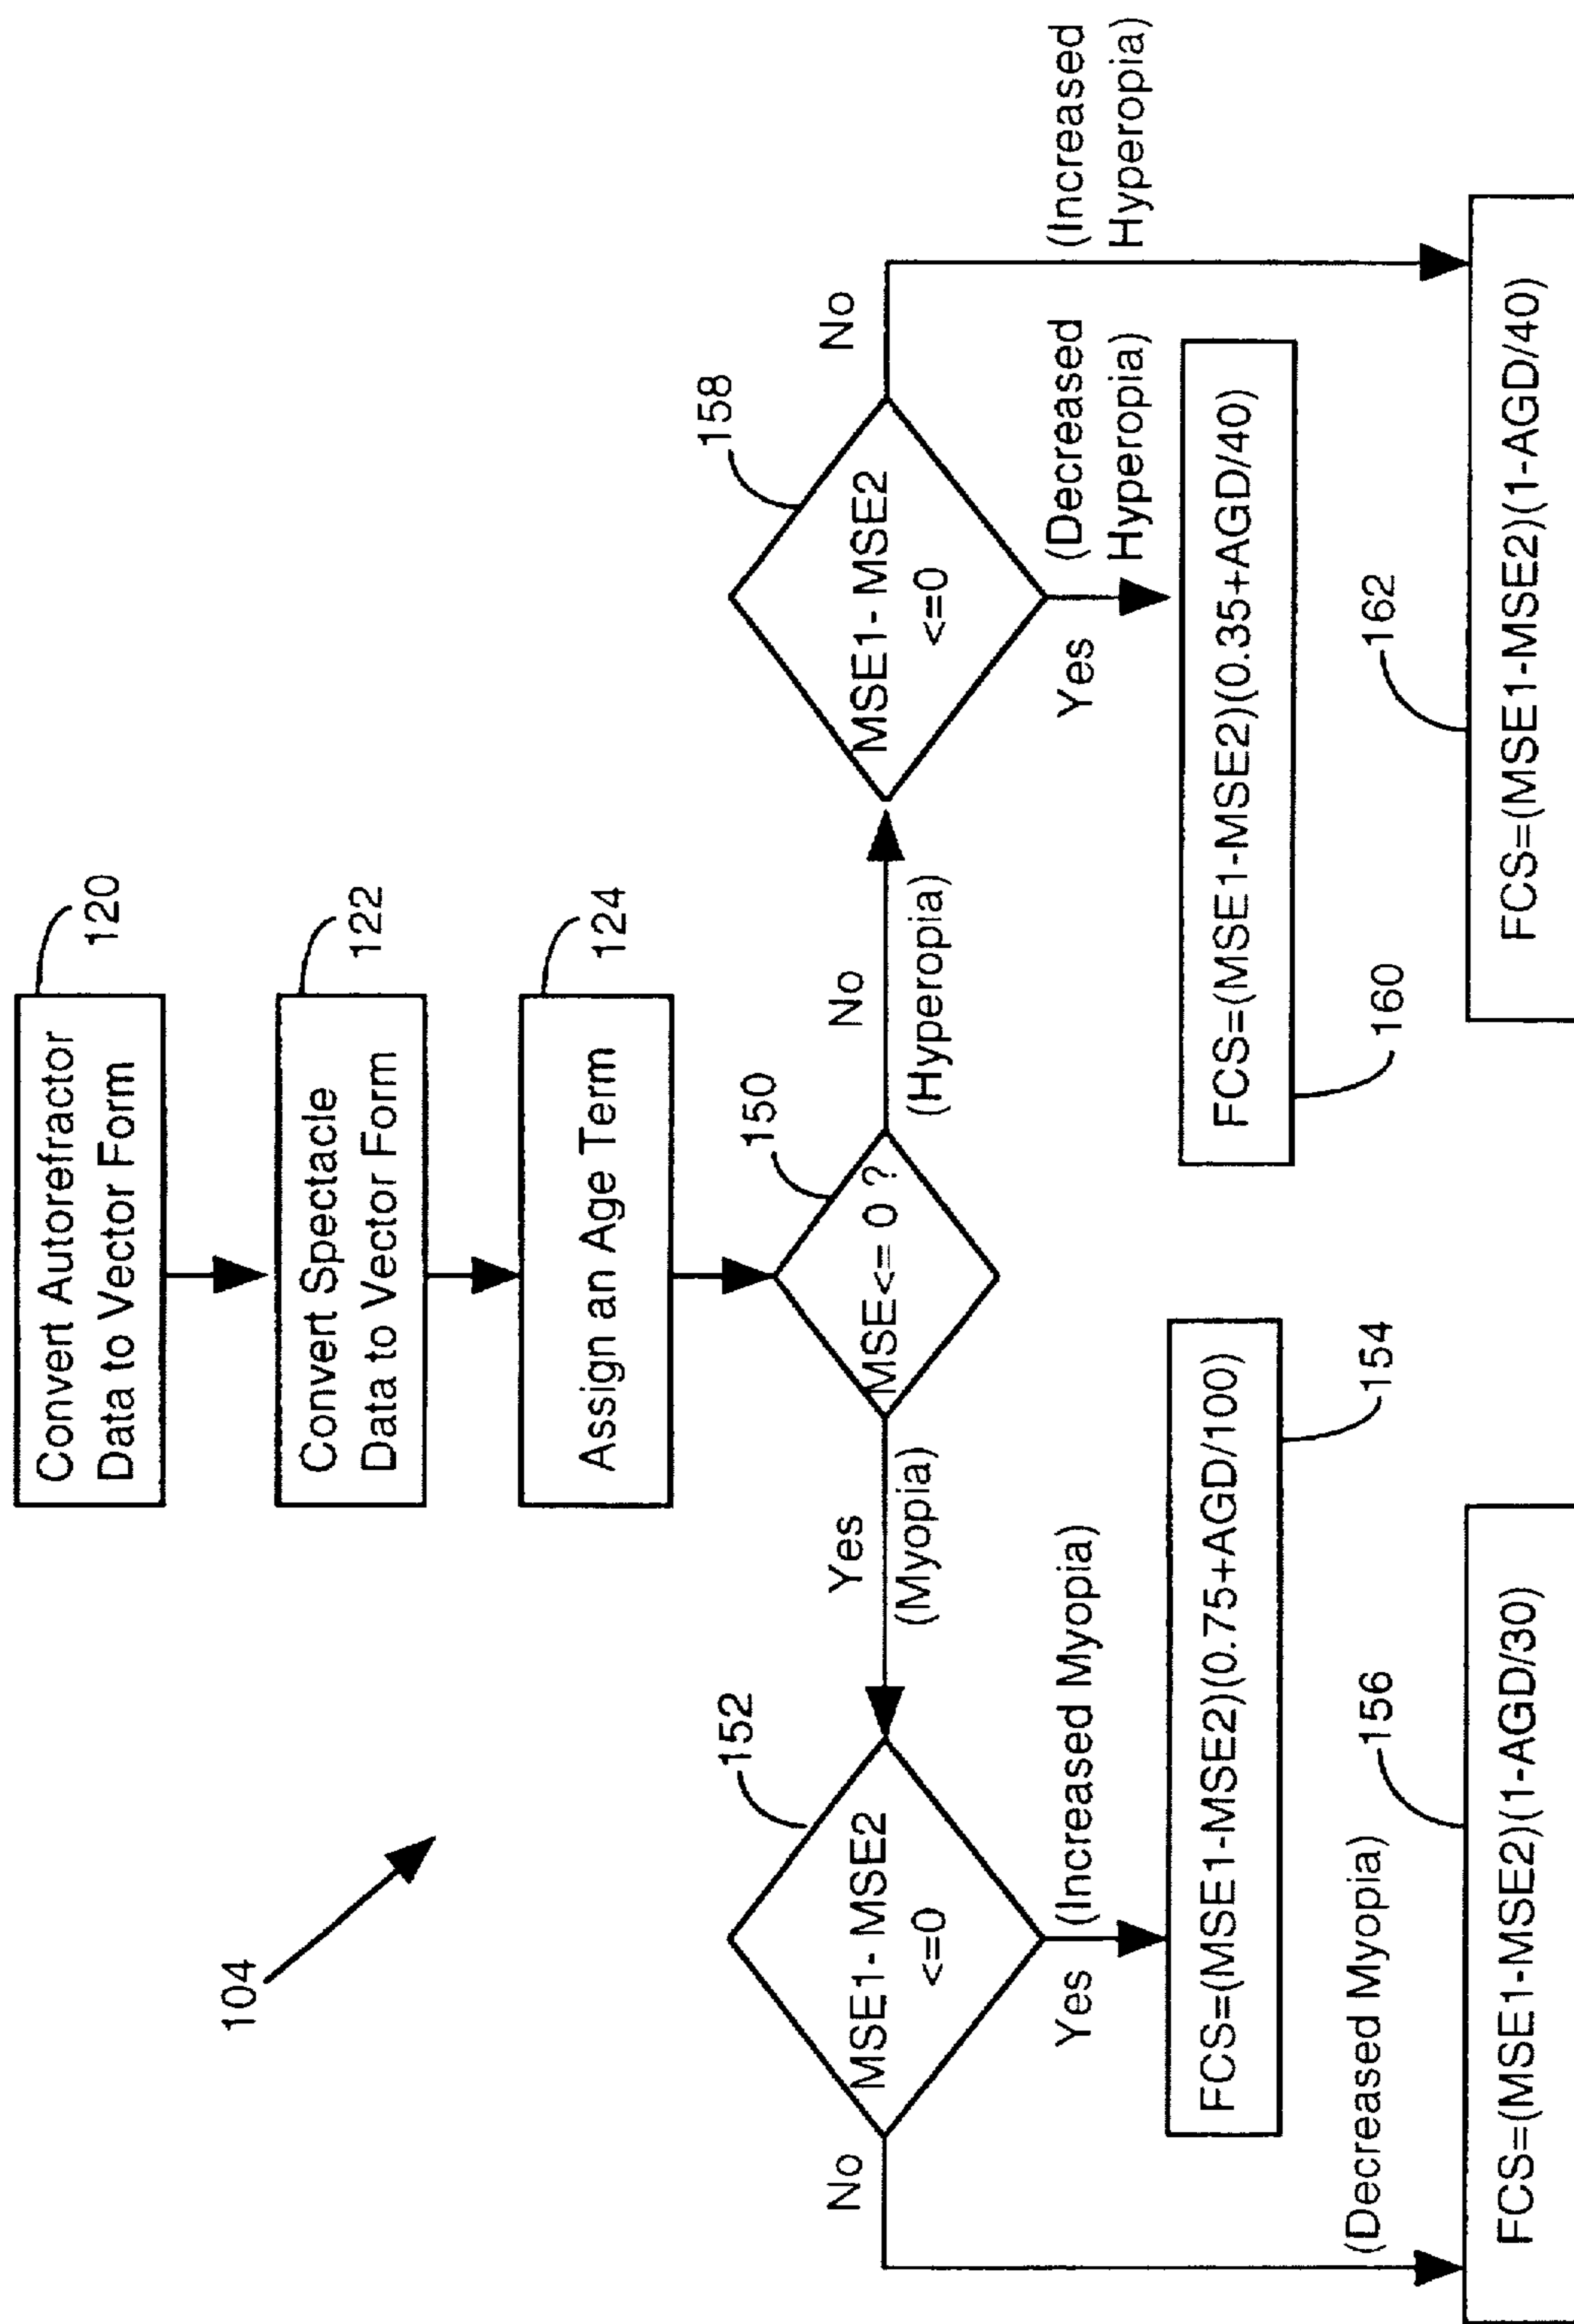 120
Convert Autorefractor
Data to Vector Form
122
Convert Spectacle
Data to Vector Form
124
Assign an Age Term
104
150
MSE<= 0 ?
Yes
(Myopia)
No
(Hyperopia)
152
MSE1- MSE2
<=0
No
Yes
(Increased Myopia)
FCS=(MSE1-MSE2)(0.75+AGD/100)
154
(Decreased Myopia)
156
FCS=(MSE1-MSE2)(1-AGD/30)
158
MSE1- MSE2
<=0
No
Yes
(Decreased
Hyperopia)
(Increased
Hyperopia)
FCS=(MSE1-MSE2)(0.35+AGD/40)
160
162
FCS=(MSE1-MSE2)(1-AGD/40)